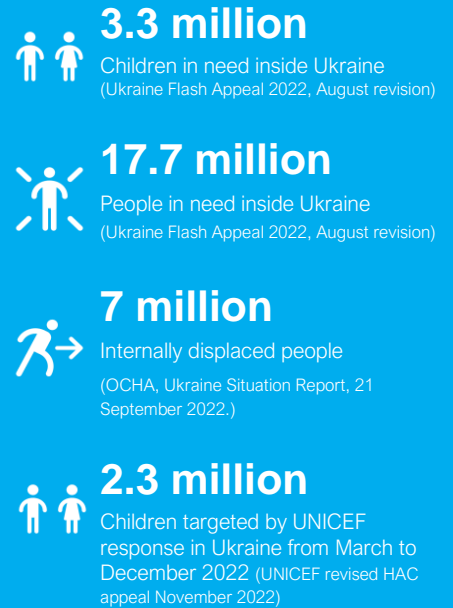 3.3 million
Children in need inside Ukraine
(Ukraine Flash Appeal 2022, August revision)
17.7 million
People in need inside Ukraine
(Ukraine Flash Appeal 2022, August revision)
7 million
Internally displaced people
(OCHA, Ukraine Situation Report, 21
September 2022.)
2.3 million
Children targeted by UNICEF
response in Ukraine from March to
December 2022 (UNICEF revised HAC
appeal November 2022)